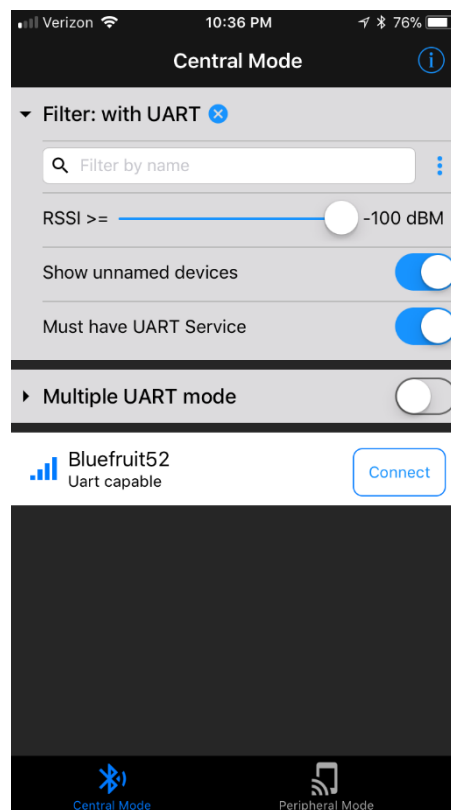 Verizon 10:36 PM 76%
Central Mode
Filter: with UART
Filter by name
RSSI >= -100 dBM
Show unnamed devices
Must have UART Service
Multiple UART mode
Bluefruit52
Uart capable
Connect
Central Mode Peripheral Mode